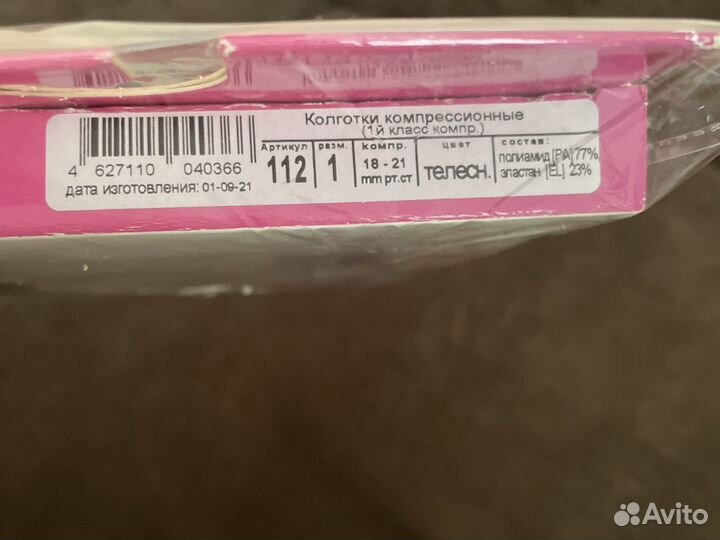 Колготки компрессионные
(1й класс компр.)
Артикул разм. компр. цвет состав:
112 1 18 - 21 телесн. полиамид [PA] 77%
mm рт.ст эластан [EL] 23%
4 627110 040366
дата изготовления: 01-09-21
Avito